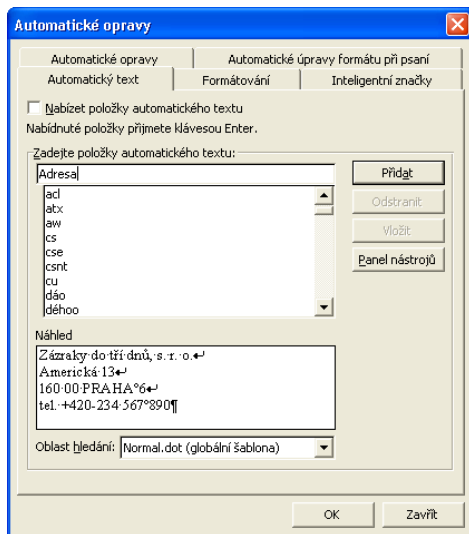 Automatické opravy
Automatické opravy
Automatické úpravy formátu při psaní
Automatický text
Formátování
Inteligentní značky
Nabízet položky automatického textu
Nabídnuté položky přijmete klávesou Enter.
Zadejte položky automatického textu:
Adresa
Přidat
acl
atx
aw
cs
cse
csnt
cu
dáo
déhoo
Odstranit
Vložit
Panel nástrojů
Náhled
Zázraky·do·tří·dnů,·s.·r.·o.↵
Americká·13↵
160·00·PRAHA°6↵
tel.·+420-234·567°890¶
Oblast hledání:
Normal.dot (globální šablona)
OK
Zavřít